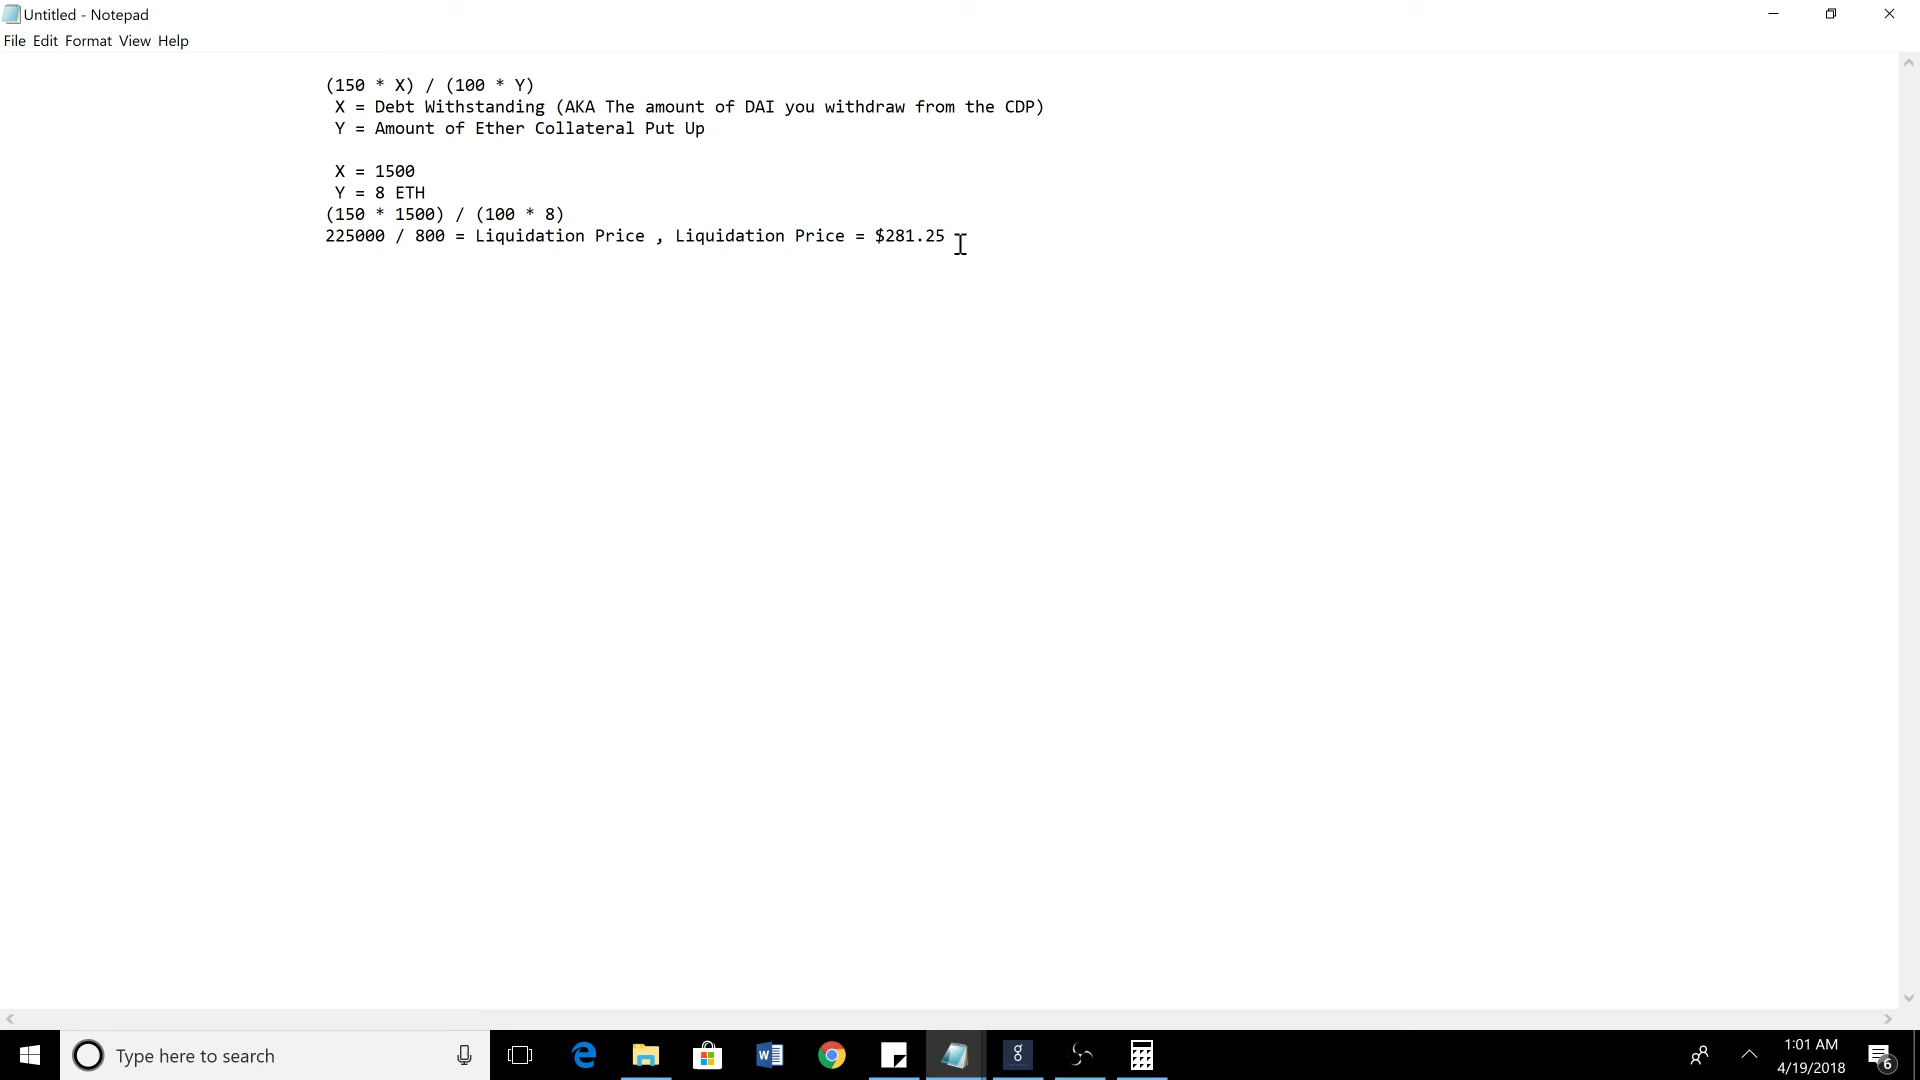 Untitled - Notepad
File Edit Format View Help
(150 * X) / (100 * Y)
X = Debt Withstanding (AKA The amount of DAI you withdraw from the CDP)
Y = Amount of Ether Collateral Put Up
X = 1500
Y = 8 ETH
(150 * 1500) / (100 * 8)
225000 / 800 = Liquidation Price , Liquidation Price = $281.25
Type here to search
1:01 AM
4/19/2018
6